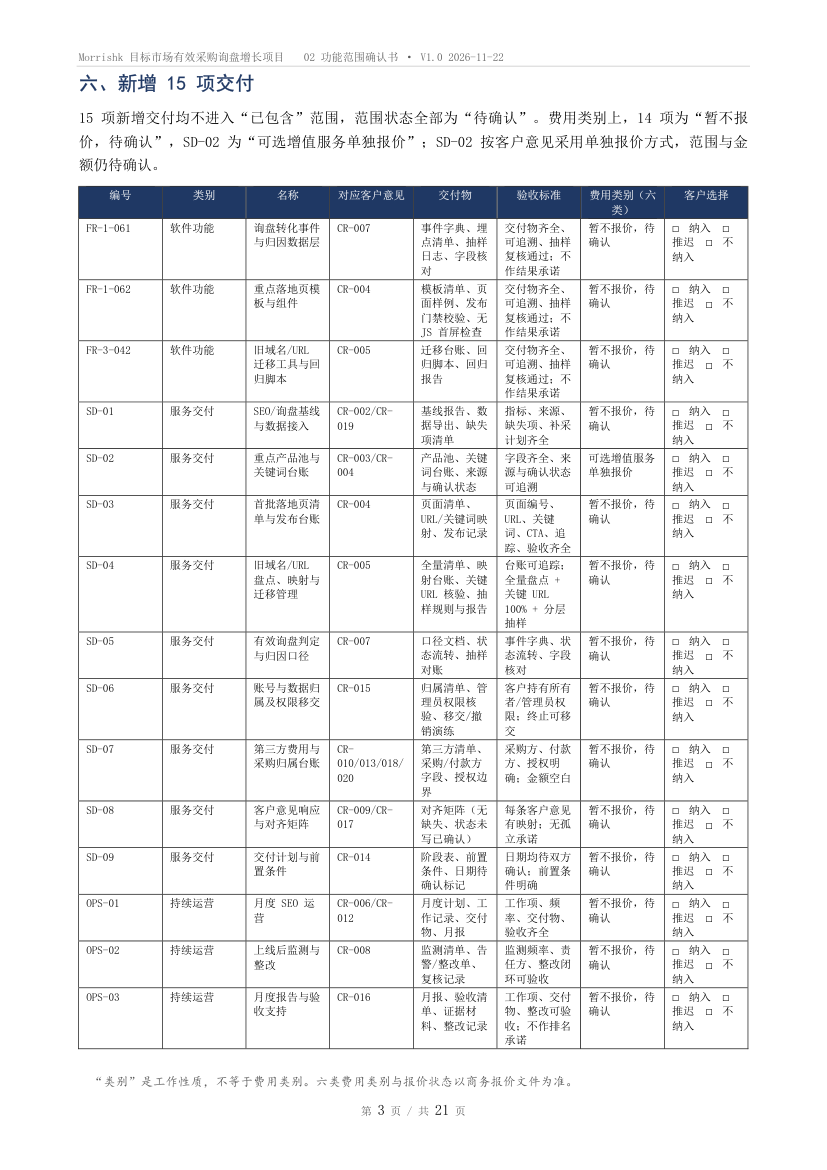 Morrishk 目标市场有效采购询盘增长项目 02 功能范围确认书 • V1.0 2026-11-22
六、新增 15 项交付
15 项新增交付均不进入“已包含”范围，范围状态全部为“待确认”。费用类别上，14 项为“暂不报
价，待确认”，SD-02 为“可选增值服务单独报价”；SD-02 按客户意见采用单独报价方式，范围与金
额仍待确认。
编号 类别 名称 对应客户意见 交付物 验收标准 费用类别（六 客户选择
类）
FR-1-061 软件功能 询盘转化事件 CR-007 事件字典、埋 交付物齐全、 暂不报价，待 □ 纳入 □
与归因数据层 点清单、抽样 可追溯、抽样 确认 推迟 □ 不
日志、字段核 复核通过；不 纳入
对 作结果承诺
FR-1-062 软件功能 重点落地页模 CR-004 模板清单、页 交付物齐全、 暂不报价，待 □ 纳入 □
板与组件 面样例、发布 可追溯、抽样 确认 推迟 □ 不
门禁校验、无 复核通过；不 纳入
JS 首屏检查 作结果承诺
FR-3-042 软件功能 旧域名/URL CR-005 迁移台账、回 交付物齐全、 暂不报价，待 □ 纳入 □
迁移工具与回 归脚本、回归 可追溯、抽样 确认 推迟 □ 不
归脚本 报告 复核通过；不 纳入
作结果承诺
SD-01 服务交付 SEO/询盘基线 CR-002/CR- 基线报告、数 指标、来源、 暂不报价，待 □ 纳入 □
与数据接入 019 据导出、缺失 缺失项、补采 确认 推迟 □ 不
项清单 计划齐全 纳入
SD-02 服务交付 重点产品池与 CR-003/CR- 产品池、关键 字段齐全、来 可选增值服务 □ 纳入 □
关键词台账 004 词台账、来源 源与确认状态 单独报价 推迟 □ 不
与确认状态 可追溯 纳入
SD-03 服务交付 首批落地页清 CR-004 页面清单、 页面编号、 暂不报价，待 □ 纳入 □
单与发布台账 URL/关键词映 URL、关键 确认 推迟 □ 不
射、发布记录 词、CTA、追 纳入
踪、验收齐全
SD-04 服务交付 旧域名/URL CR-005 全量清单、映 台账可追踪； 暂不报价，待 □ 纳入 □
盘点、映射与 射台账、关键 全量盘点 + 确认 推迟 □ 不
迁移管理 URL 核验、抽 关键 URL 纳入
样规则与报告 100% + 分层
抽样
SD-05 服务交付 有效询盘判定 CR-007 口径文档、状 事件字典、状 暂不报价，待 □ 纳入 □
与归因口径 态流转、抽样 态流转、字段 确认 推迟 □ 不
对账 核对 纳入
SD-06 服务交付 账号与数据归 CR-015 归属清单、管 客户持有所有 暂不报价，待 □ 纳入 □
属及权限移交 理员权限核 者/管理员权 确认 推迟 □ 不
验、移交/撤 限；终止可移 纳入
销演练 交
SD-07 服务交付 第三方费用与 CR- 第三方清单、 采购方、付款 暂不报价，待 □ 纳入 □
采购归属台账 010/013/018/ 采购/付款方 方、授权明 确认 推迟 □ 不
020 字段、授权边 确；金额空白 纳入
界
SD-08 服务交付 客户意见响应 CR-009/CR- 对齐矩阵（无 每条客户意见 暂不报价，待 □ 纳入 □
与对齐矩阵 017 缺失、状态未 有映射；无孤 确认 推迟 □ 不
写已确认） 立承诺 纳入
SD-09 服务交付 交付计划与前 CR-014 阶段表、前置 日期均待双方 暂不报价，待 □ 纳入 □
置条件 条件、日期待 确认；前置条 确认 推迟 □ 不
确认标记 件明确 纳入
OPS-01 持续运营 月度 SEO 运 CR-006/CR- 月度计划、工 工作项、频 暂不报价，待 □ 纳入 □
营 012 作记录、交付 率、交付物、 确认 推迟 □ 不
物、月报 验收齐全 纳入
OPS-02 持续运营 上线后监测与 CR-008 监测清单、告 监测频率、责 暂不报价，待 □ 纳入 □
整改 警/整改单、 任方、整改闭 确认 推迟 □ 不
复核记录 环可验收 纳入
OPS-03 持续运营 月度报告与验 CR-016 月报、验收清 工作项、交付 暂不报价，待 □ 纳入 □
收支持 单、证据材 物、整改可验 确认 推迟 □ 不
料、整改记录 收；不作排名 纳入
承诺
“类别”是工作性质，不等于费用类别。六类费用类别与报价状态以商务报价文件为准。
第 3 页 / 共 21 页